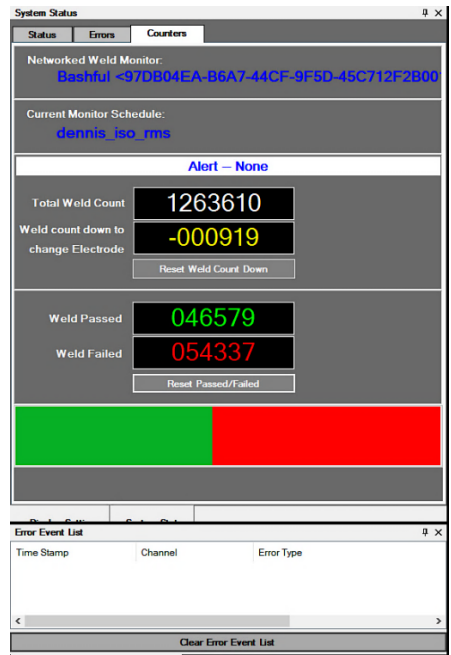 System Status
Status Errors Counters
Networked Weld Monitor:
Bashful <97DB04EA-B6A7-44CF-9F5D-45C712F2B00
Current Monitor Schedule:
dennis_iso_rms
Alert – None
Total Weld Count 1263610
Weld count down to
change Electrode
-000919
Reset Weld Count Down
Weld Passed 046579
Weld Failed 054337
Reset Passed/Failed
Error Event List
Time Stamp Channel Error Type
Clear Error Event List